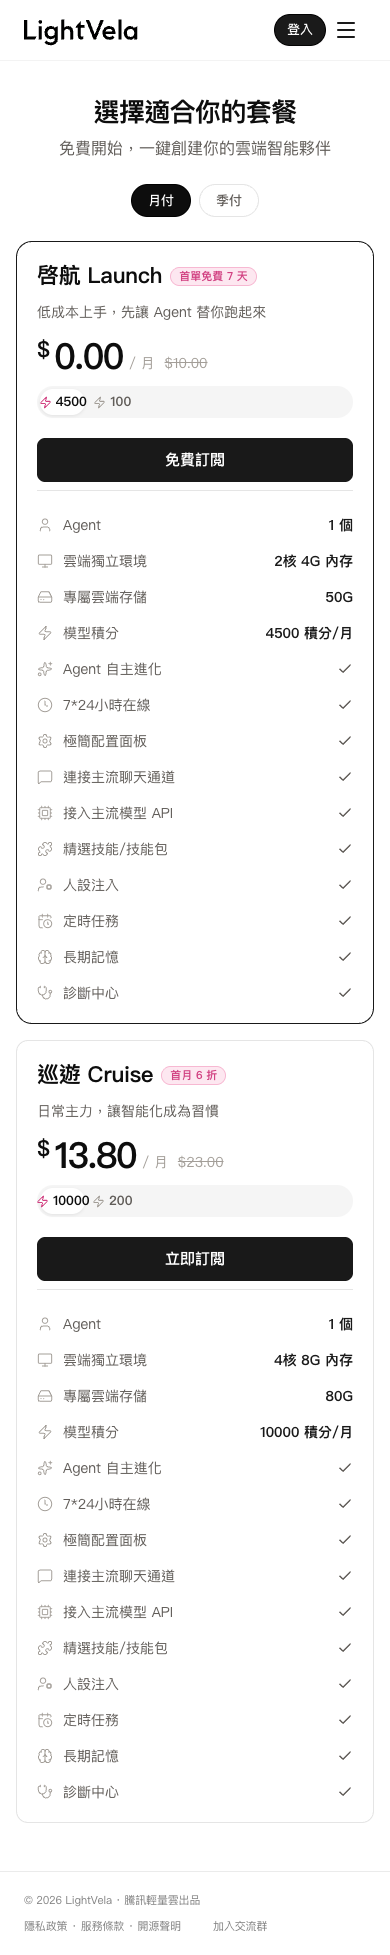 LightVela
登入
選擇適合你的套餐
免費開始，一鍵創建你的雲端智能夥伴
月付 季付
啓航 Launch 首單免費 7 天
低成本上手，先讓 Agent 替你跑起來
$0.00 / 月 $10.00
4500 100
免費訂閱
Agent 1 個
雲端獨立環境 2核 4G 內存
專屬雲端存儲 50G
模型積分 4500 積分/月
Agent 自主進化
7*24小時在線
極簡配置面板
連接主流聊天通道
接入主流模型 API
精選技能/技能包
人設注入
定時任務
長期記憶
診斷中心
巡遊 Cruise 首月 6 折
日常主力，讓智能化成為習慣
$13.80 / 月 $23.00
10000 200
立即訂閱
Agent 1 個
雲端獨立環境 4核 8G 內存
專屬雲端存儲 80G
模型積分 10000 積分/月
Agent 自主進化
7*24小時在線
極簡配置面板
連接主流聊天通道
接入主流模型 API
精選技能/技能包
人設注入
定時任務
長期記憶
診斷中心
© 2026 LightVela · 騰訊輕量雲出品
隱私政策 · 服務條款 · 開源聲明 加入交流群